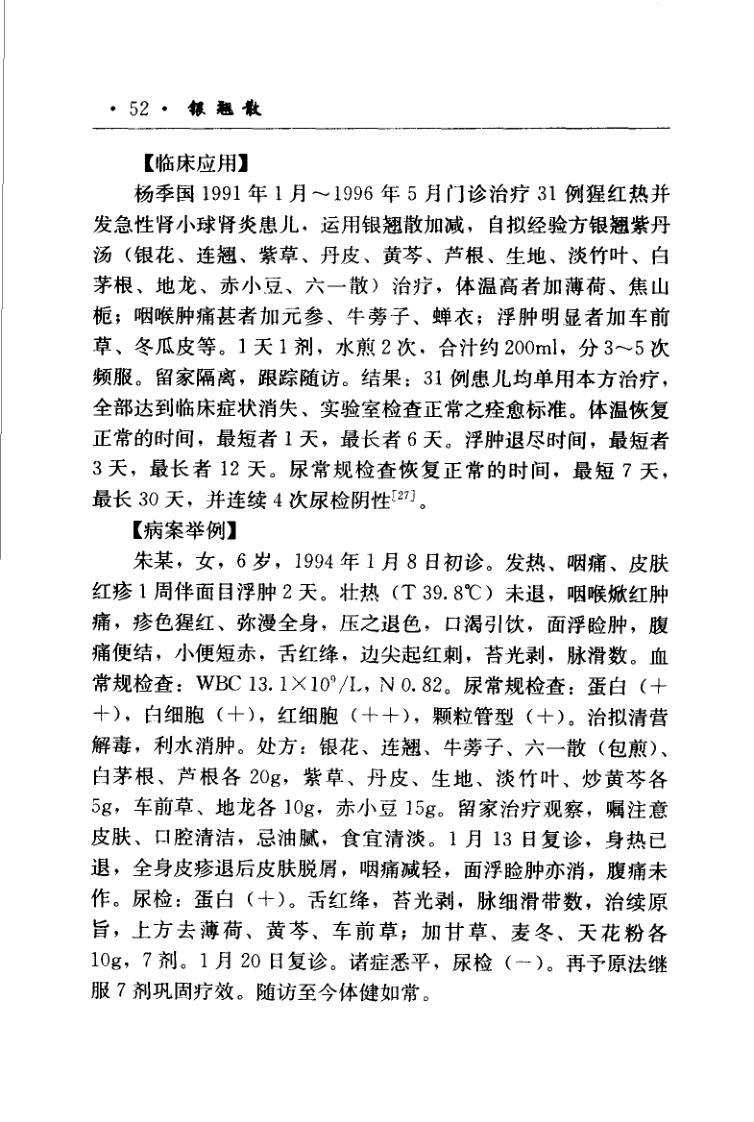 ·52· 银翘散
【临床应用】
杨季国 1991 年 1 月～1996 年 5 月门诊治疗 31 例猩红热并
发急性肾小球肾炎患儿．运用银翘散加减，自拟经验方银翘紫丹
汤（银花、连翘、紫草、丹皮、黄芩、芦根、生地、淡竹叶、白
茅根、地龙、赤小豆、六一散）治疗，体温高者加薄荷、焦山
栀；咽喉肿痛甚者加元参、牛蒡子、蝉衣；浮肿明显者加车前
草、冬瓜皮等。1 天 1 剂，水煎 2 次．合汁约 200ml，分 3～5 次
频服。留家隔离，跟踪随访。结果：31 例患儿均单用本方治疗，
全部达到临床症状消失、实验室检查正常之痊愈标准。体温恢复
正常的时间，最短者 1 天，最长者 6 天。浮肿退尽时间，最短者
3 天，最长者 12 天。尿常规检查恢复正常的时间，最短 7 天，
最长 30 天，并连续 4 次尿检阴性[27]。
【病案举例】
朱某，女，6 岁，1994 年 1 月 8 日初诊。发热、咽痛、皮肤
红疹 1 周伴面目浮肿 2 天。壮热（T 39.8℃）未退，咽喉焮红肿
痛，疹色猩红、弥漫全身，压之退色，口渴引饮，面浮睑肿，腹
痛便结，小便短赤，舌红绛，边尖起红刺，苔光剥，脉滑数。血
常规检查：WBC 13.1×10⁹/L，N 0.82。尿常规检查：蛋白（＋
＋），白细胞（＋），红细胞（＋＋），颗粒管型（＋）。治拟清营
解毒，利水消肿。处方：银花、连翘、牛蒡子、六一散（包煎）、
白茅根、芦根各 20g，紫草、丹皮、生地、淡竹叶、炒黄芩各
5g，车前草、地龙各 10g，赤小豆 15g。留家治疗观察，嘱注意
皮肤、口腔清洁，忌油腻，食宜清淡。1 月 13 日复诊，身热已
退，全身皮疹退后皮肤脱屑，咽痛减轻，面浮睑肿亦消，腹痛未
作。尿检：蛋白（＋）。舌红绛，苔光剥，脉细滑带数，治续原
旨，上方去薄荷、黄芩、车前草；加甘草、麦冬、天花粉各
10g，7 剂。1 月 20 日复诊。诸症悉平，尿检（－）。再予原法继
服 7 剂巩固疗效。随访至今体健如常。